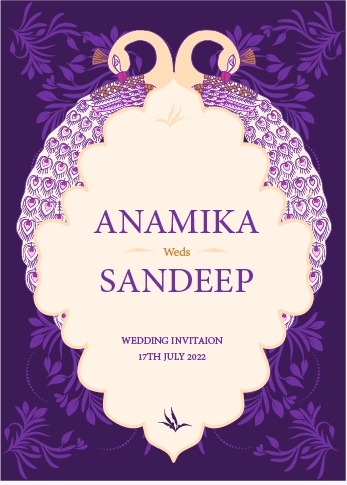 ANAMIKA
Weds
SANDEEP
WEDDING INVITAION
17TH JULY 2022